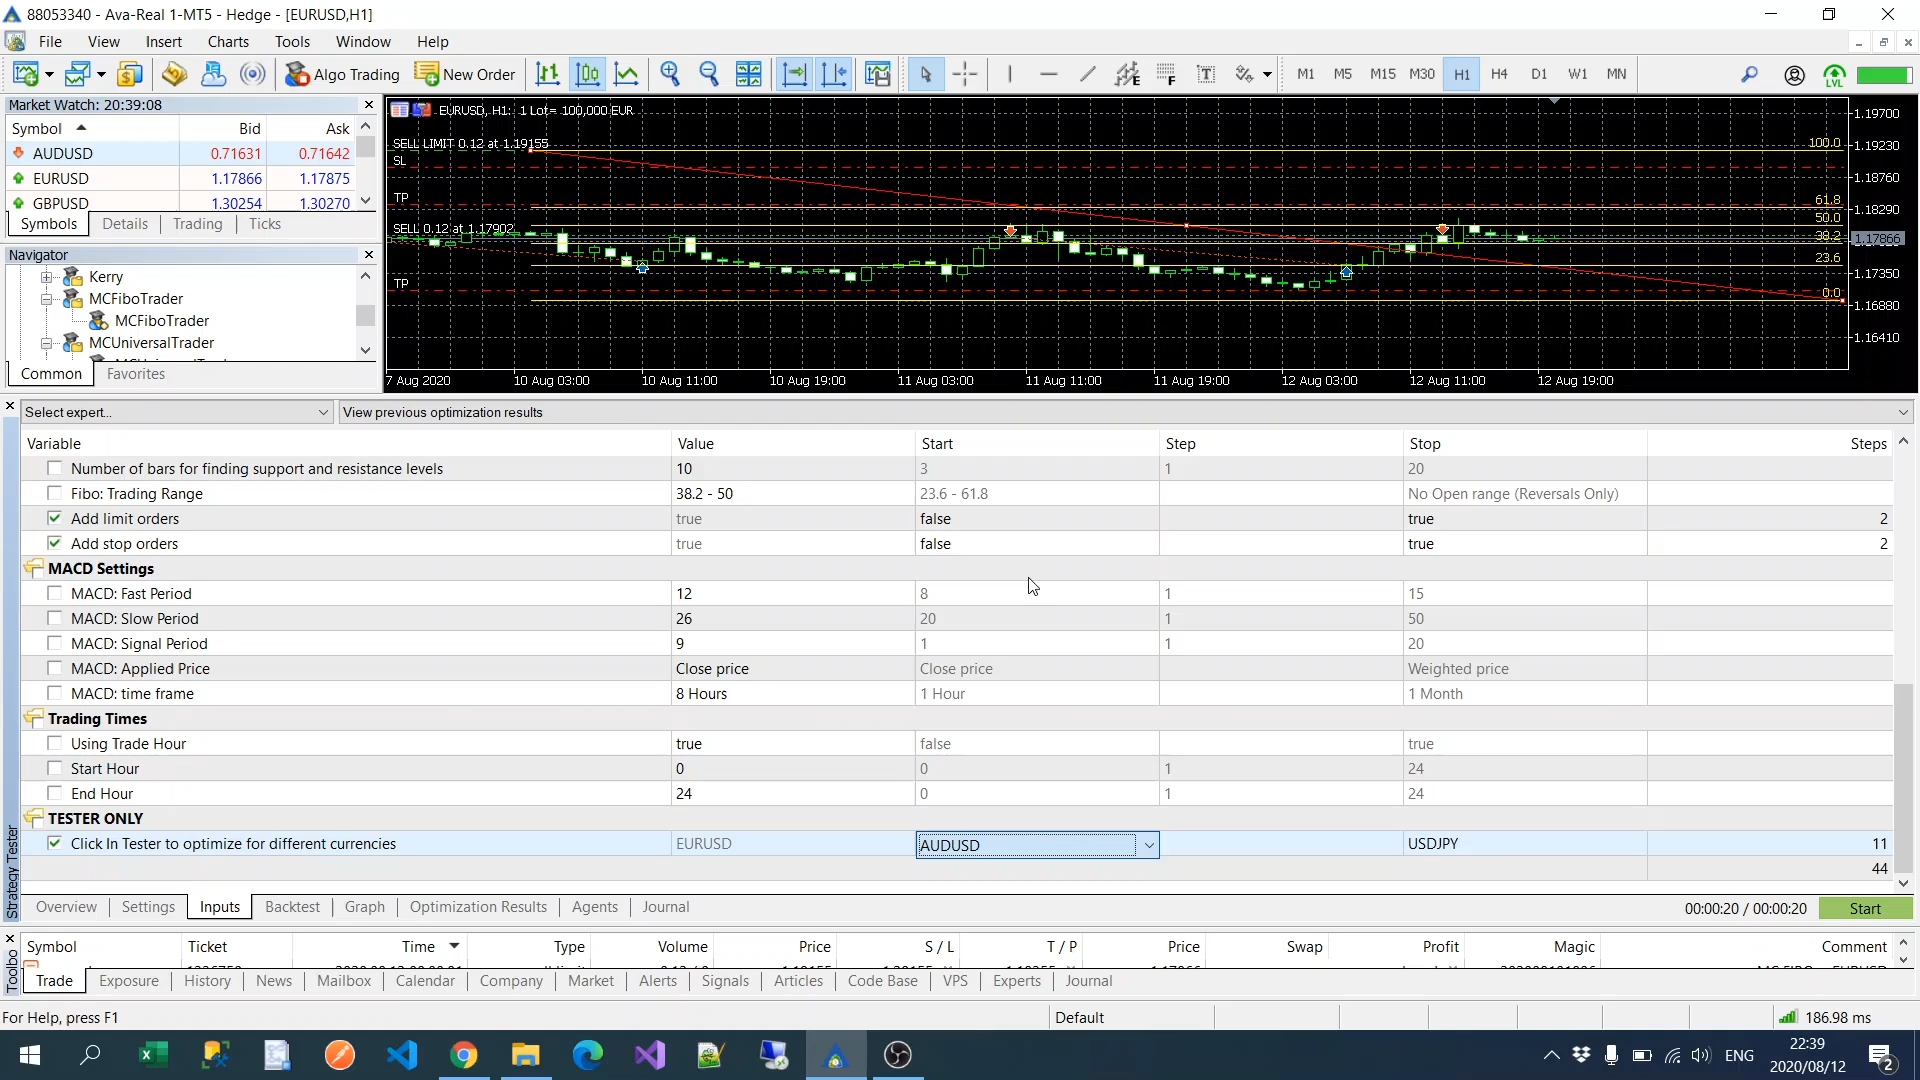 88053340 - Ava-Real 1-MT5 - Hedge - [EURUSD,H1]
File View Insert Charts Tools Window Help
Algo Trading New Order E F T M1 M5 M15 M30 H1 H4 D1 W1 MN LVL
Market Watch: 20:39:08
Symbol Bid Ask
AUDUSD 0.71631 0.71642
EURUSD 1.17866 1.17875
GBPUSD 1.30254 1.30270
Symbols Details Trading Ticks
Navigator
Kerry
MCFiboTrader
MCFiboTrader
MCUniversalTrader
Common Favorites
EURUSD, H1: 1 Lot= 100,000 EUR
SELL LIMIT 0.12 at 1.19155
SL
TP
SELL 0.12 at 1.17902
TP
100.0
61.8
50.0
38.2
23.6
0.0
1.19700
1.19230
1.18760
1.18290
1.17866
1.17350
1.16880
1.16410
7 Aug 2020 10 Aug 03:00 10 Aug 11:00 10 Aug 19:00 11 Aug 03:00 11 Aug 11:00 11 Aug 19:00 12 Aug 03:00 12 Aug 11:00 12 Aug 19:00
Select expert... View previous optimization results
Variable Value Start Step Stop Steps
Number of bars for finding support and resistance levels 10 3 1 20
Fibo: Trading Range 38.2 - 50 23.6 - 61.8 No Open range (Reversals Only)
Add limit orders true false true 2
Add stop orders true false true 2
MACD Settings
MACD: Fast Period 12 8 1 15
MACD: Slow Period 26 20 1 50
MACD: Signal Period 9 1 1 20
MACD: Applied Price Close price Close price Weighted price
MACD: time frame 8 Hours 1 Hour 1 Month
Trading Times
Using Trade Hour true false true
Start Hour 0 0 1 24
End Hour 24 0 1 24
TESTER ONLY
Click In Tester to optimize for different currencies EURUSD AUDUSD USDJPY 11
44
Strategy Tester
Overview Settings Inputs Backtest Graph Optimization Results Agents Journal 00:00:20 / 00:00:20 Start
Symbol Ticket Time Type Volume Price S / L T / P Price Swap Profit Magic Comment
Toolbo
Trade Exposure History News Mailbox Calendar Company Market Alerts Signals Articles Code Base VPS Experts Journal
For Help, press F1 Default 186.98 ms
ENG 22:39
2020/08/12 2